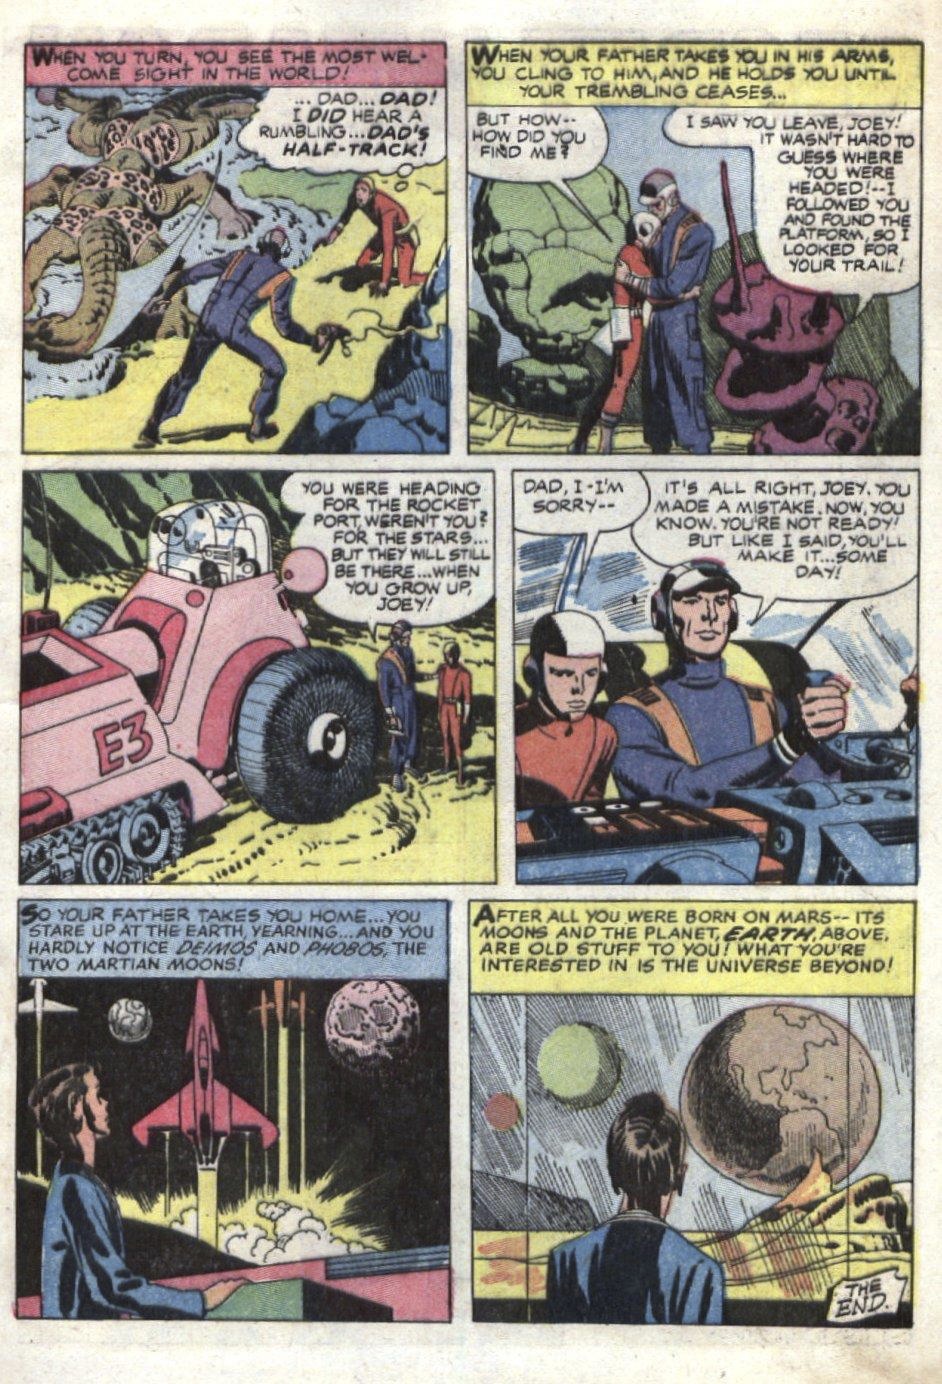 WHEN YOU TURN, YOU SEE THE MOST WEL-
COME SIGHT IN THE WORLD!
... DAD... DAD!
I DID HEAR A
RUMBLING... DAD'S
HALF-TRACK!
WHEN YOUR FATHER TAKES YOU IN HIS ARMS,
YOU CLING TO HIM, AND HE HOLDS YOU UNTIL
YOUR TREMBLING CEASES...
BUT HOW--
HOW DID YOU
FIND ME?
I SAW YOU LEAVE, JOEY!
IT WASN'T HARD TO
GUESS WHERE
YOU WERE
HEADED!--I
FOLLOWED YOU
AND FOUND THE
PLATFORM, SO I
LOOKED FOR
YOUR TRAIL!
YOU WERE HEADING
FOR THE ROCKET
PORT, WEREN'T YOU?
FOR THE STARS...
BUT THEY WILL STILL
BE THERE...WHEN
YOU GROW UP,
JOEY!
E3
DAD, I-I'M
SORRY--
IT'S ALL RIGHT, JOEY. YOU
MADE A MISTAKE. NOW, YOU
KNOW. YOU'RE NOT READY!
BUT LIKE I SAID, YOU'LL
MAKE IT...SOME
DAY!
SO YOUR FATHER TAKES YOU HOME...YOU
STARE UP AT THE EARTH, YEARNING...AND YOU
HARDLY NOTICE DEIMOS AND PHOBOS, THE
TWO MARTIAN MOONS!
AFTER ALL YOU WERE BORN ON MARS--ITS
MOONS AND THE PLANET, EARTH, ABOVE,
ARE OLD STUFF TO YOU! WHAT YOU'RE
INTERESTED IN IS THE UNIVERSE BEYOND!
THE
END.